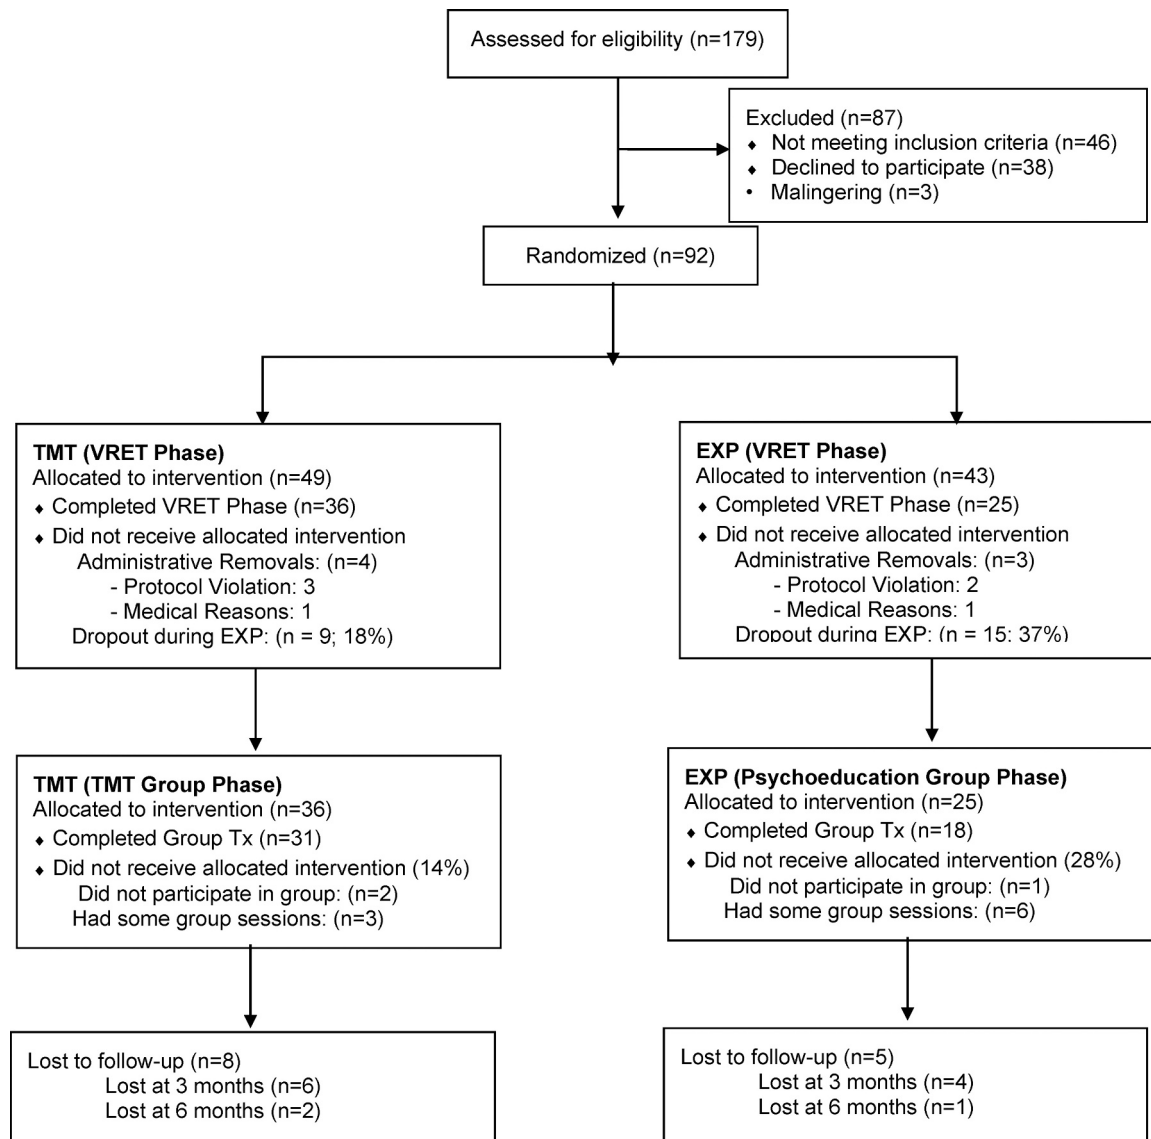 Assessed for eligibility (n=179)
Excluded (n=87)
♦ Not meeting inclusion criteria (n=46)
♦ Declined to participate (n=38)
• Malingering (n=3)
Randomized (n=92)
TMT (VRET Phase)
Allocated to intervention (n=49)
♦ Completed VRET Phase (n=36)
♦ Did not receive allocated intervention
Administrative Removals: (n=4)
- Protocol Violation: 3
- Medical Reasons: 1
Dropout during EXP: (n = 9; 18%)
EXP (VRET Phase)
Allocated to intervention (n=43)
♦ Completed VRET Phase (n=25)
♦ Did not receive allocated intervention
Administrative Removals: (n=3)
- Protocol Violation: 2
- Medical Reasons: 1
Dropout during EXP: (n = 15; 37%)
TMT (TMT Group Phase)
Allocated to intervention (n=36)
♦ Completed Group Tx (n=31)
♦ Did not receive allocated intervention (14%)
Did not participate in group: (n=2)
Had some group sessions: (n=3)
EXP (Psychoeducation Group Phase)
Allocated to intervention (n=25)
♦ Completed Group Tx (n=18)
♦ Did not receive allocated intervention (28%)
Did not participate in group: (n=1)
Had some group sessions: (n=6)
Lost to follow-up (n=8)
Lost at 3 months (n=6)
Lost at 6 months (n=2)
Lost to follow-up (n=5)
Lost at 3 months (n=4)
Lost at 6 months (n=1)